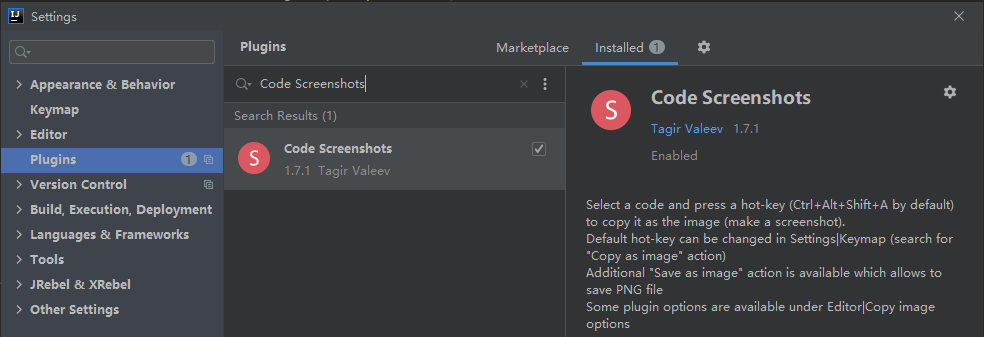 IJ Settings
Plugins Marketplace Installed 1
Appearance & Behavior
Keymap
Editor
Plugins 1
Version Control
Build, Execution, Deployment
Languages & Frameworks
Tools
JRebel & XRebel
Other Settings
Code Screenshots
Search Results (1)
S Code Screenshots
1.7.1 Tagir Valeev
S Code Screenshots
Tagir Valeev 1.7.1
Enabled
Select a code and press a hot-key (Ctrl+Alt+Shift+A by default)
to copy it as the image (make a screenshot).
Default hot-key can be changed in Settings|Keymap (search for
"Copy as image" action)
Additional "Save as image" action is available which allows to
save PNG file
Some plugin options are available under Editor|Copy image
options